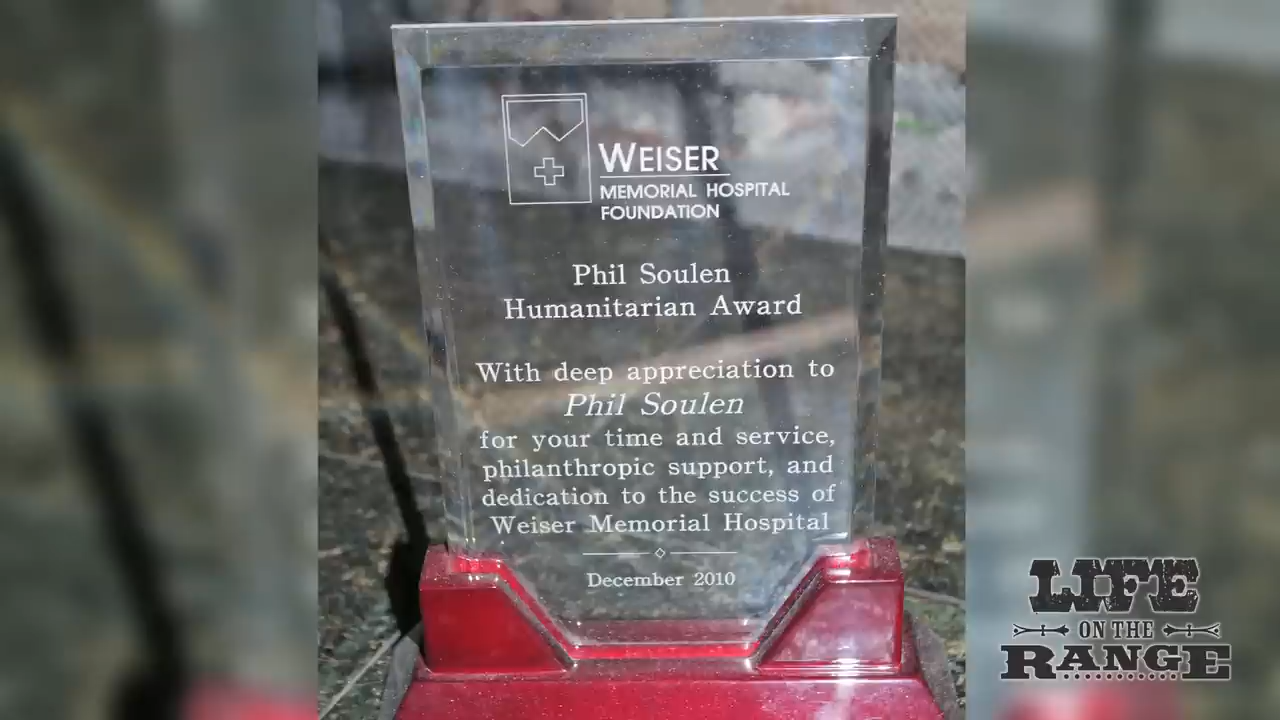 WEISER
MEMORIAL HOSPITAL
FOUNDATION
Phil Soulen
Humanitarian Award
With deep appreciation to
Phil Soulen
for your time and service,
philanthropic support, and
dedication to the success of
Weiser Memorial Hospital
December 2010
LIFE
ON THE
RANGE